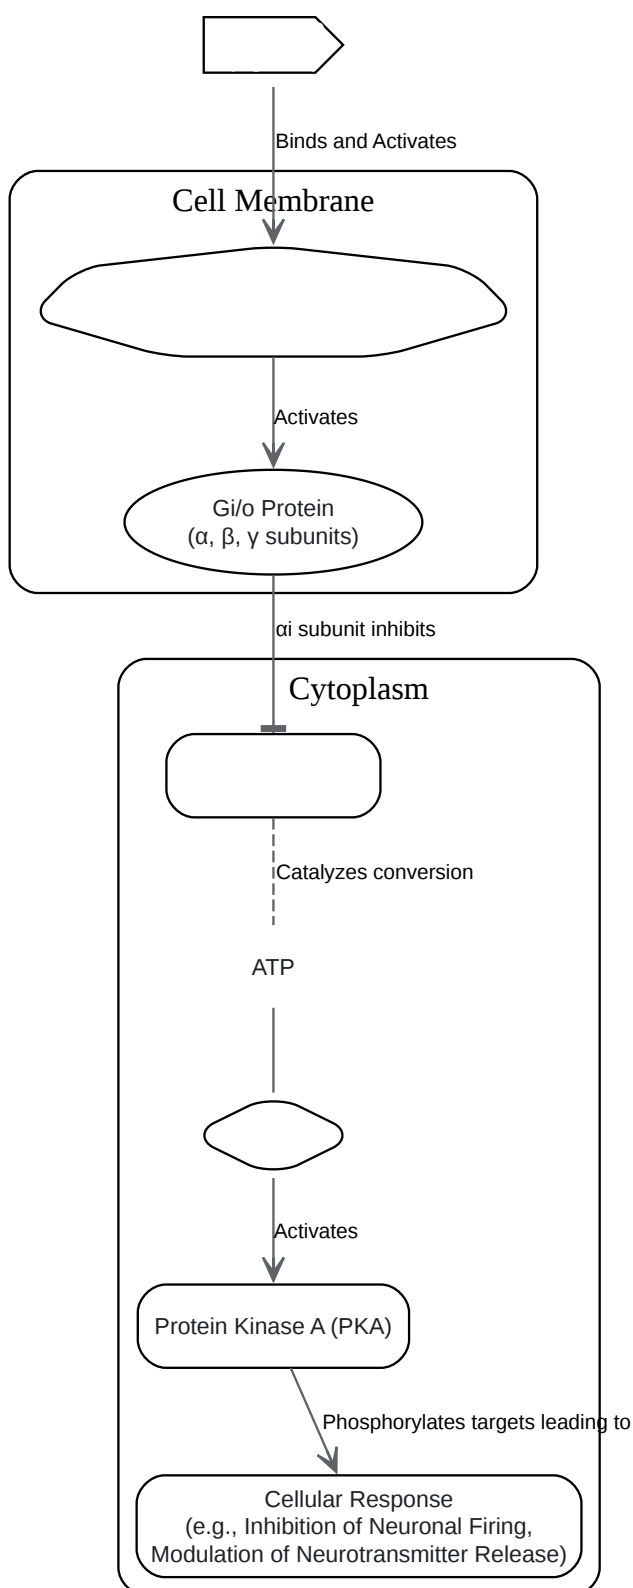 Binds and Activates
Cell Membrane
Activates
Gi/o Protein
(α, β, γ subunits)
αi subunit inhibits
Cytoplasm
Catalyzes conversion
ATP
Activates
Protein Kinase A (PKA)
Phosphorylates targets leading to
Cellular Response
(e.g., Inhibition of Neuronal Firing,
Modulation of Neurotransmitter Release)